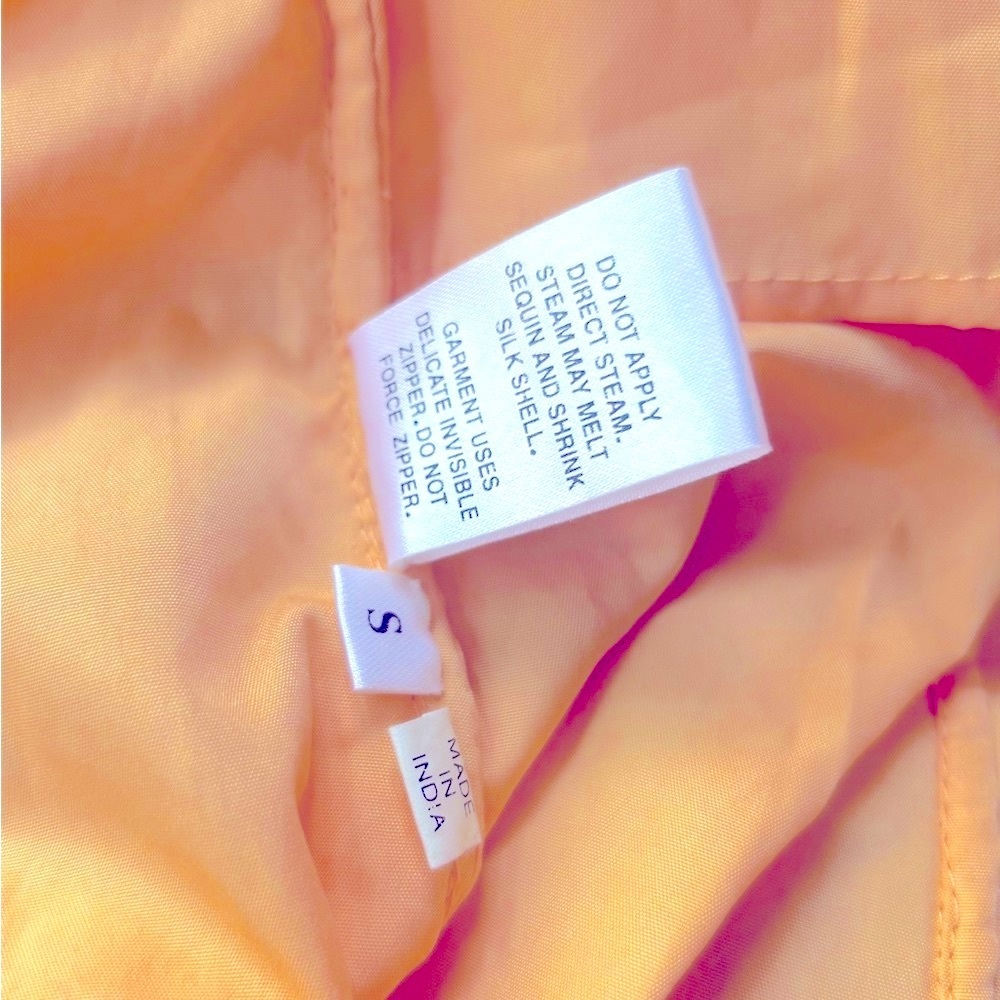 DO NOT APPLY
DIRECT STEAM.
STEAM MAY MELT
SEQUIN AND SHRINK
SILK SHELL.
GARMENT USES
DELICATE INVISIBLE
ZIPPER.DO NOT
FORCE ZIPPER.
S
MADE
IN
INDIA